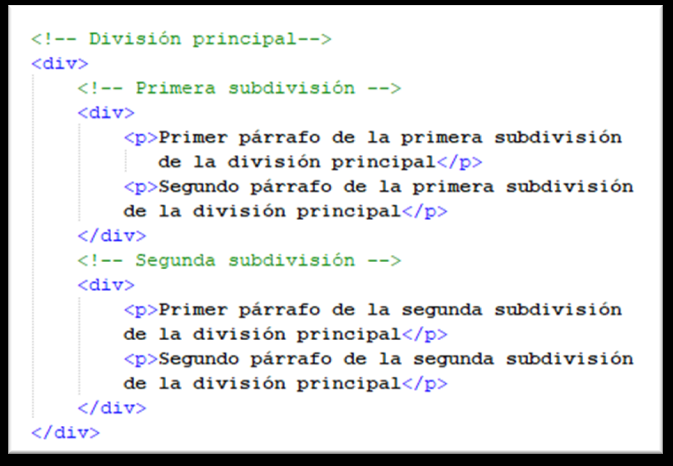 <!-- División principal-->
<div>
<!-- Primera subdivisión -->
<div>
<p>Primer párrafo de la primera subdivisión
de la división principal</p>
<p>Segundo párrafo de la primera subdivisión
de la división principal</p>
</div>
<!-- Segunda subdivisión -->
<div>
<p>Primer párrafo de la segunda subdivisión
de la división principal</p>
<p>Segundo párrafo de la segunda subdivisión
de la división principal</p>
</div>
</div>